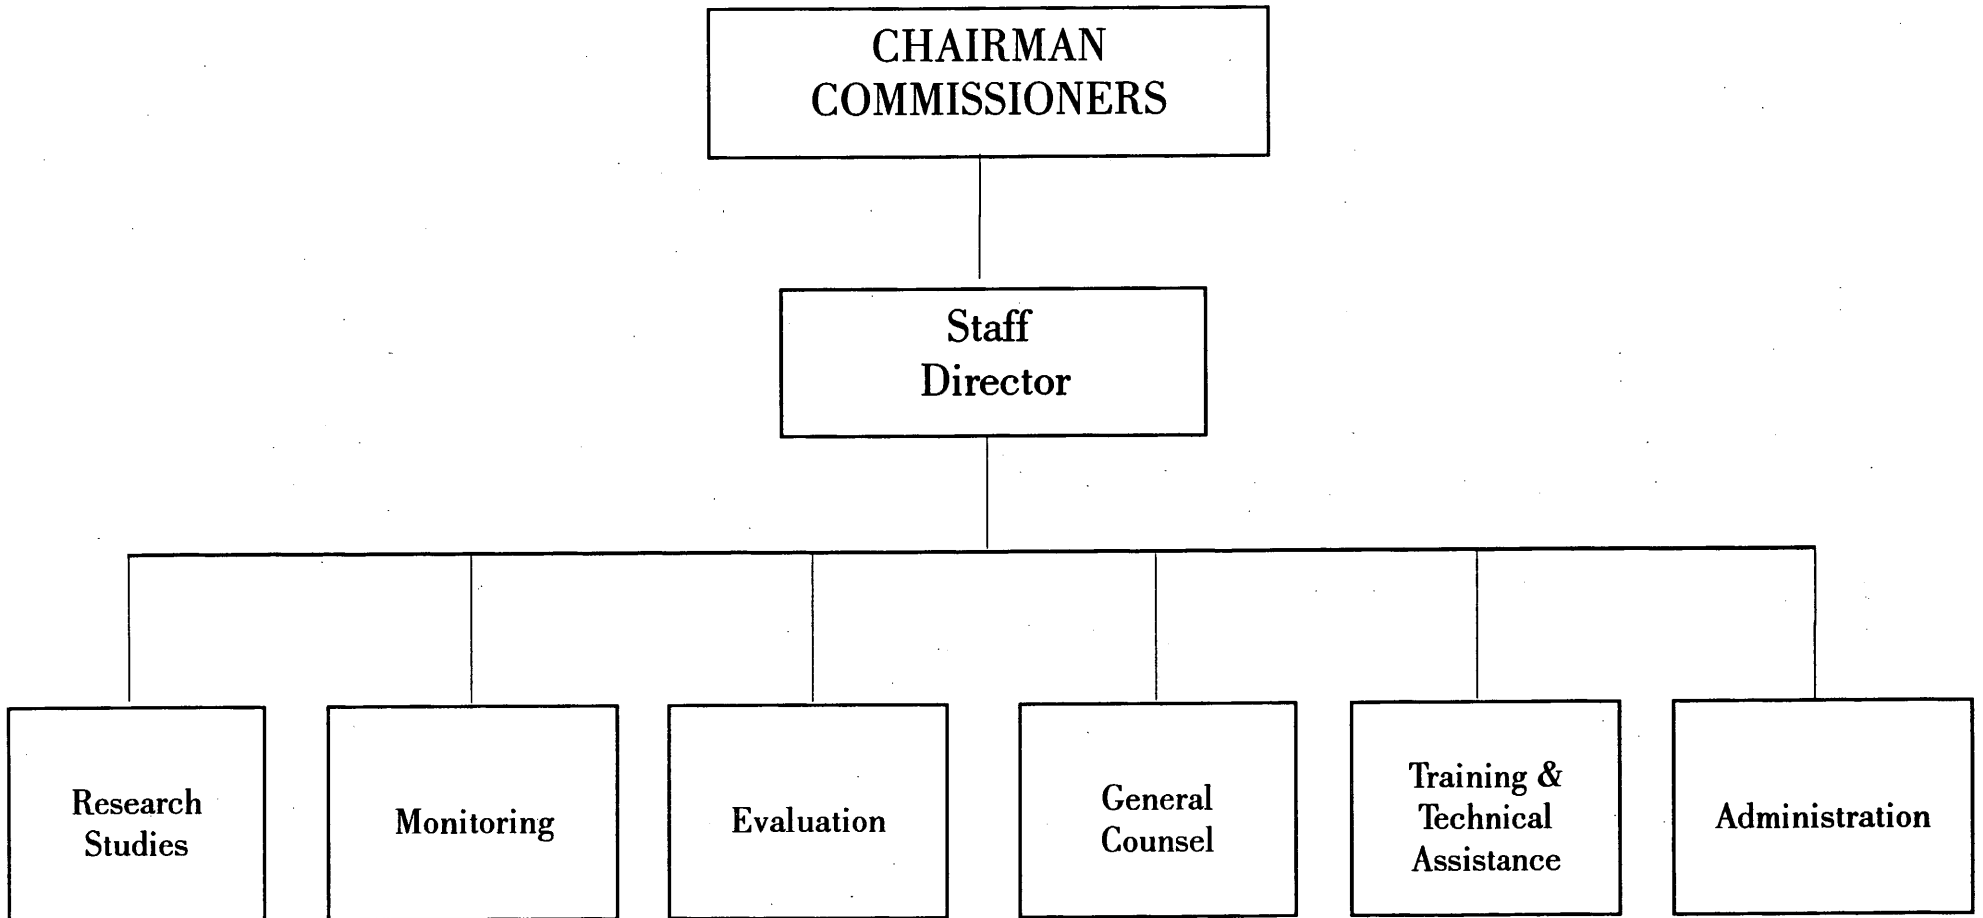 CHAIRMAN
COMMISSIONERS
Staff
Director
Research
Studies
Monitoring
Evaluation
General
Counsel
Training &
Technical
Assistance
Administration